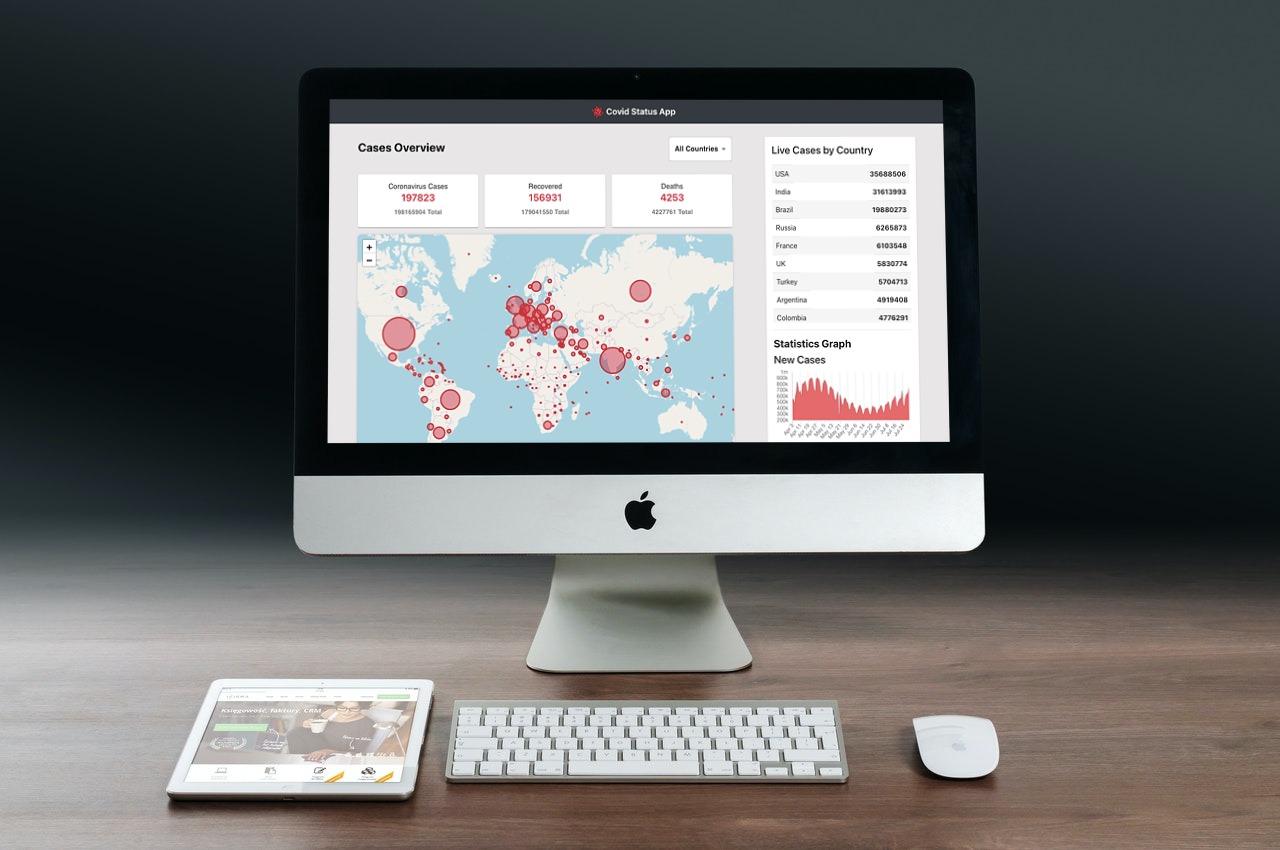 Covid Status App
Cases Overview
All Countries
Coronavirus Cases
197823
198165904 Total
Recovered
156931
179041550 Total
Deaths
4253
4227761 Total
+
−
Live Cases by Country
USA 35688506
India 31613993
Brazil 19880273
Russia 6265873
France 6103548
UK 5830774
Turkey 5704713
Argentina 4919408
Colombia 4776291
Statistics Graph
New Cases
1m
900k
800k
700k
600k
500k
400k
300k
200k
Księgowość, faktury, CRM